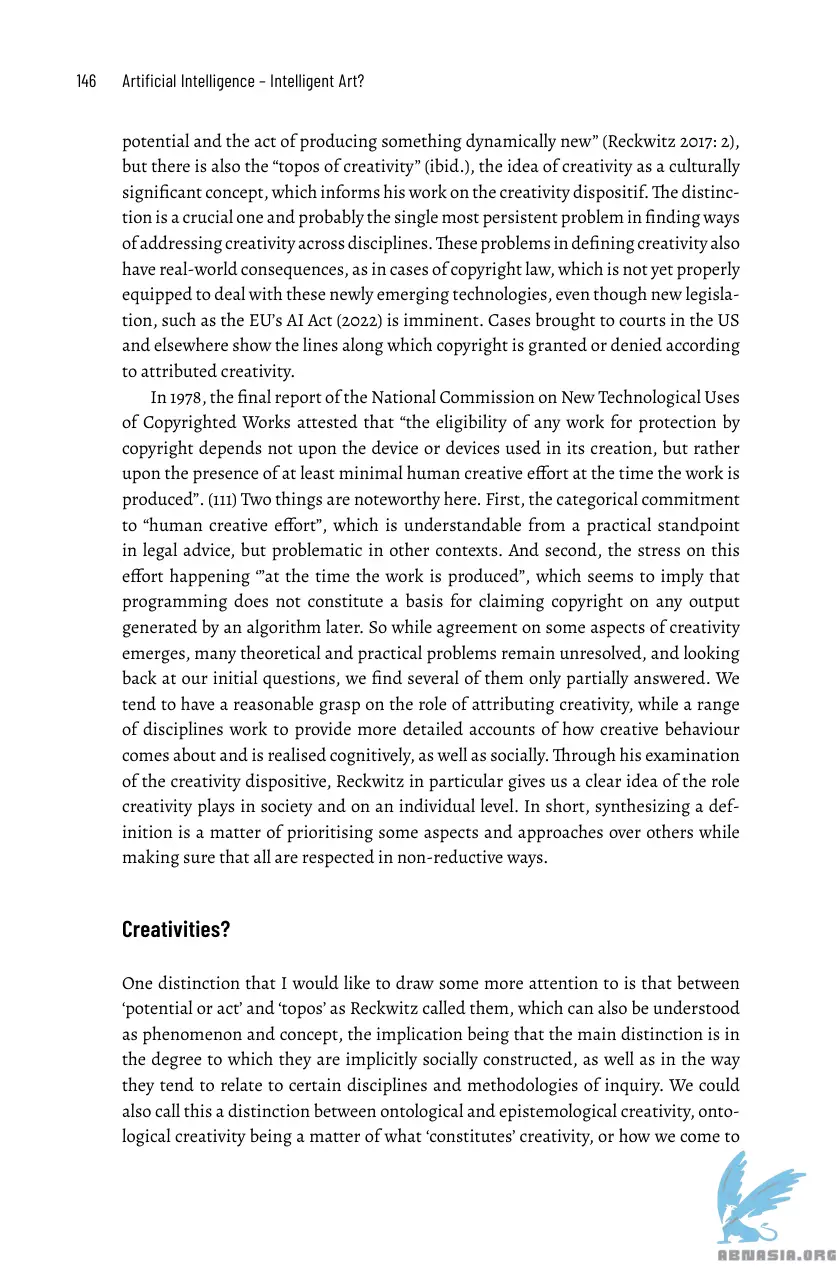 146 Artificial Intelligence – Intelligent Art?
potential and the act of producing something dynamically new” (Reckwitz 2017: 2),
but there is also the “topos of creativity” (ibid.), the idea of creativity as a culturally
significant concept, which informs his work on the creativity dispositif. The distinc-
tion is a crucial one and probably the single most persistent problem in finding ways
of addressing creativity across disciplines. These problems in defining creativity also
have real-world consequences, as in cases of copyright law, which is not yet properly
equipped to deal with these newly emerging technologies, even though new legisla-
tion, such as the EU’s AI Act (2022) is imminent. Cases brought to courts in the US
and elsewhere show the lines along which copyright is granted or denied according
to attributed creativity.
In 1978, the final report of the National Commission on New Technological Uses
of Copyrighted Works attested that “the eligibility of any work for protection by
copyright depends not upon the device or devices used in its creation, but rather
upon the presence of at least minimal human creative effort at the time the work is
produced”. (111) Two things are noteworthy here. First, the categorical commitment
to “human creative effort”, which is understandable from a practical standpoint
in legal advice, but problematic in other contexts. And second, the stress on this
effort happening ‘”at the time the work is produced”, which seems to imply that
programming does not constitute a basis for claiming copyright on any output
generated by an algorithm later. So while agreement on some aspects of creativity
emerges, many theoretical and practical problems remain unresolved, and looking
back at our initial questions, we find several of them only partially answered. We
tend to have a reasonable grasp on the role of attributing creativity, while a range
of disciplines work to provide more detailed accounts of how creative behaviour
comes about and is realised cognitively, as well as socially. Through his examination
of the creativity dispositive, Reckwitz in particular gives us a clear idea of the role
creativity plays in society and on an individual level. In short, synthesizing a def-
inition is a matter of prioritising some aspects and approaches over others while
making sure that all are respected in non-reductive ways.
Creativities?
One distinction that I would like to draw some more attention to is that between
‘potential or act’ and ‘topos’ as Reckwitz called them, which can also be understood
as phenomenon and concept, the implication being that the main distinction is in
the degree to which they are implicitly socially constructed, as well as in the way
they tend to relate to certain disciplines and methodologies of inquiry. We could
also call this a distinction between ontological and epistemological creativity, onto-
logical creativity being a matter of what ‘constitutes’ creativity, or how we come to
ABNASIA.ORG